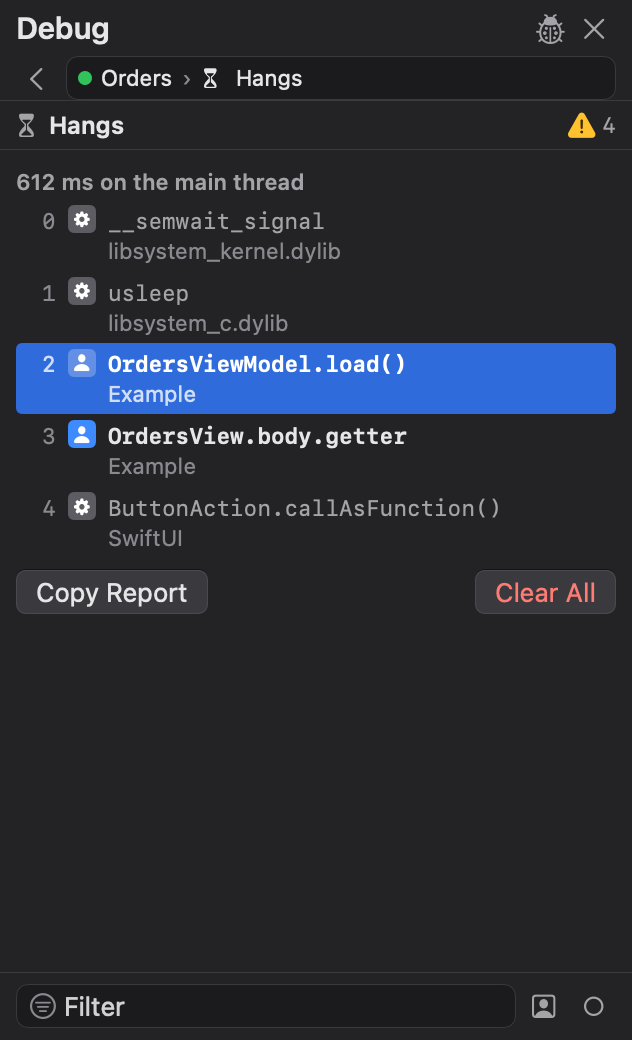 Debug
Orders › Hangs
Hangs 4
612 ms on the main thread
0 __semwait_signal
libsystem_kernel.dylib
1 usleep
libsystem_c.dylib
2 OrdersViewModel.load()
Example
3 OrdersView.body.getter
Example
4 ButtonAction.callAsFunction()
SwiftUI
Copy Report Clear All
Filter